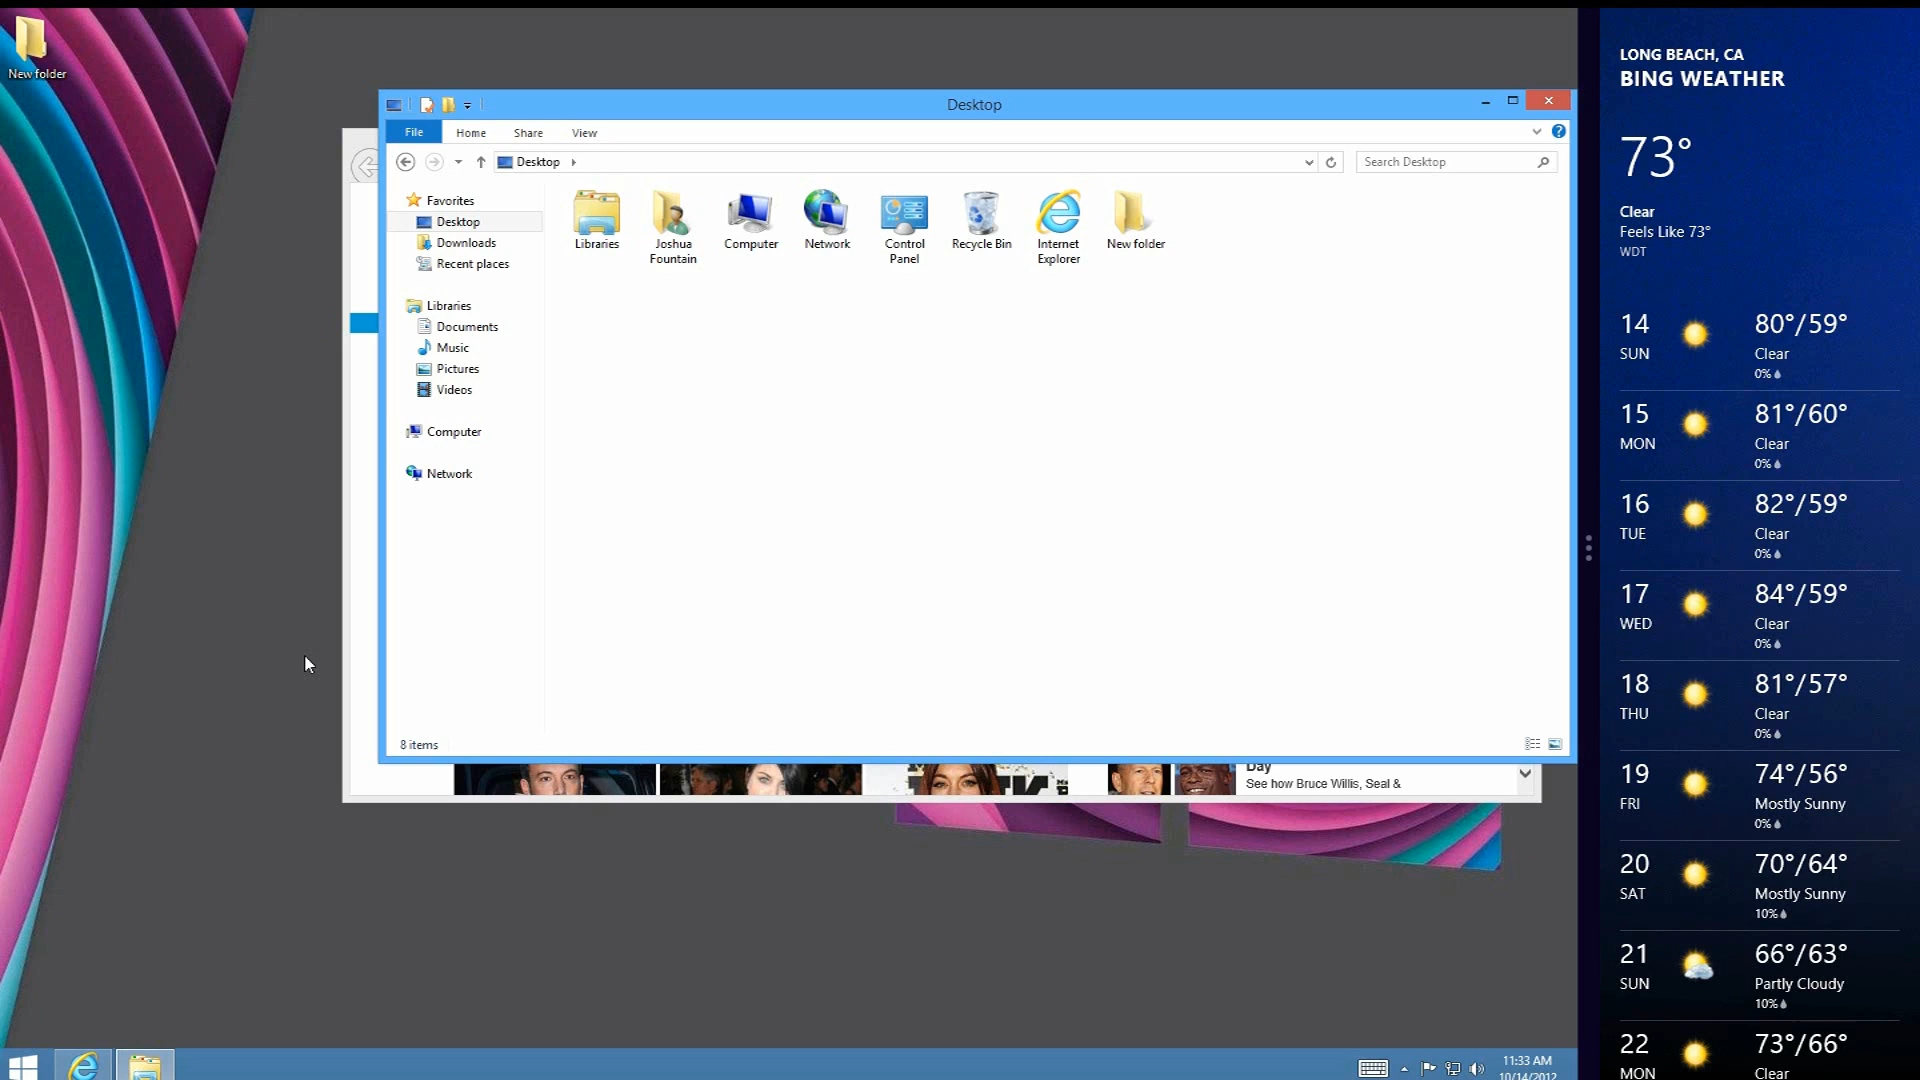 New folder
Desktop
File
Home
Share
View
Desktop
Search Desktop
Favorites
Desktop
Downloads
Recent places
Libraries
Documents
Music
Pictures
Videos
Computer
Network
Libraries
Joshua
Fountain
Computer
Network
Control
Panel
Recycle Bin
Internet
Explorer
New folder
8 items
Day
See how Bruce Willis, Seal &
11:33 AM
10/14/2012
LONG BEACH, CA
BING WEATHER
73°
Clear
Feels Like 73°
WDT
14 80°/59°
SUN Clear
0%
15 81°/60°
MON Clear
0%
16 82°/59°
TUE Clear
0%
17 84°/59°
WED Clear
0%
18 81°/57°
THU Clear
0%
19 74°/56°
FRI Mostly Sunny
0%
20 70°/64°
SAT Mostly Sunny
10%
21 66°/63°
SUN Partly Cloudy
10%
22 73°/66°
MON Clear